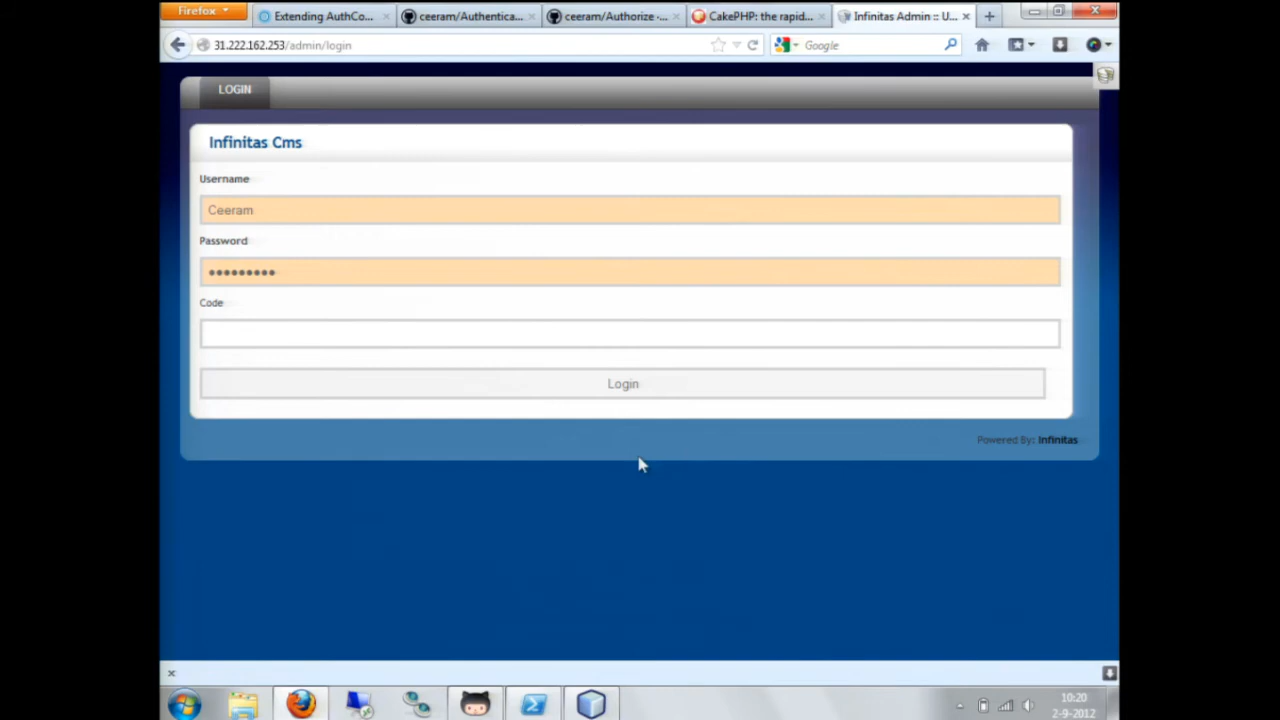 Firefox
Extending AuthCo...
ceeram/Authentica...
ceeram/Authorize ·...
CakePHP: the rapid...
Infinitas Admin :: U...
31.222.162.253/admin/login
Google
LOGIN
Infinitas Cms
Username
Ceeram
Password
•••••••••
Code
Login
Powered By: Infinitas
10:20
2-9-2012